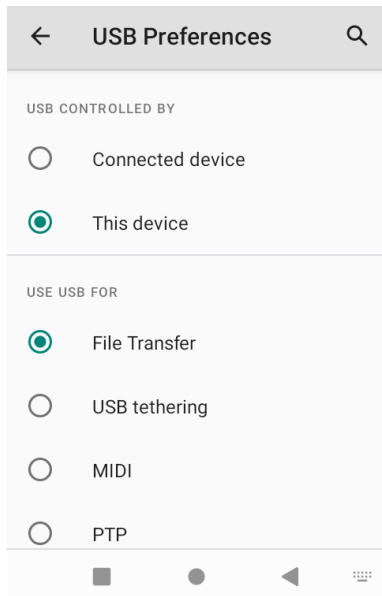 USB Preferences
USB CONTROLLED BY
Connected device
This device
USE USB FOR
File Transfer
USB tethering
MIDI
PTP